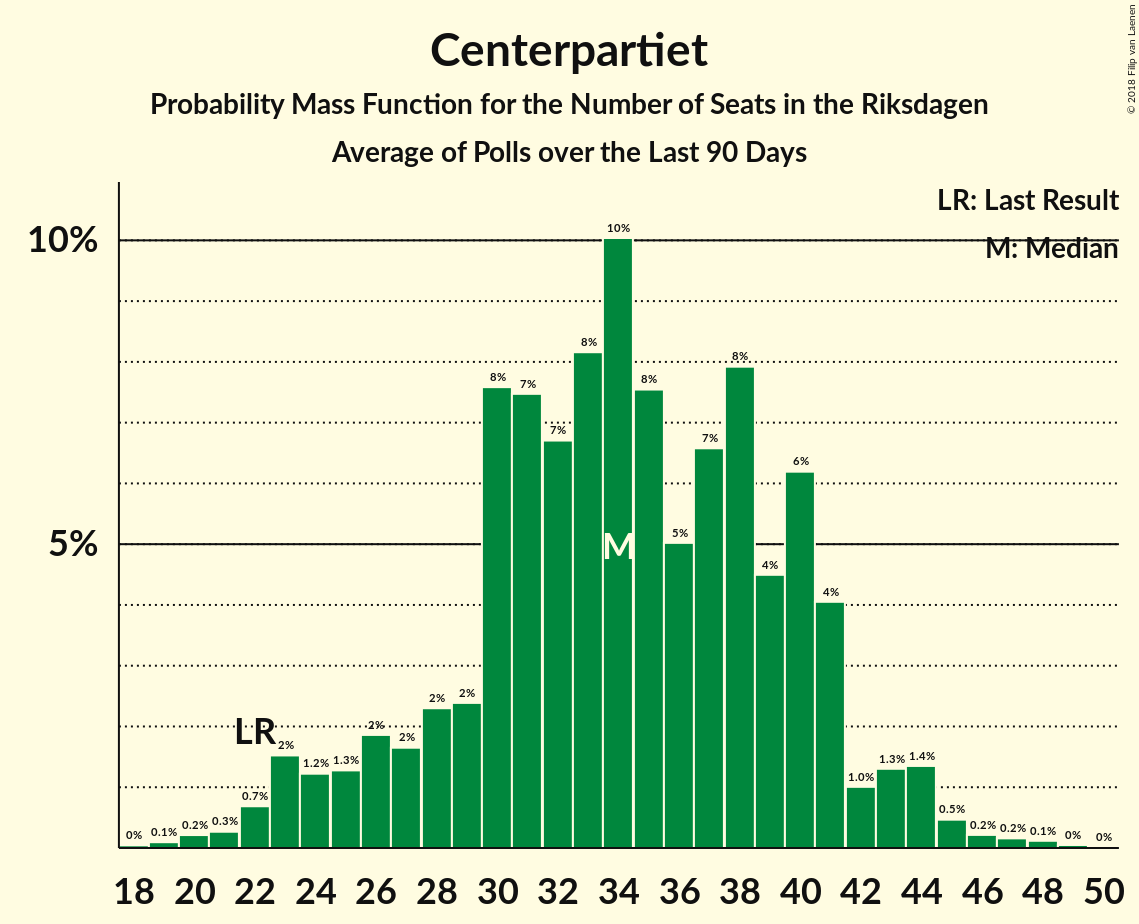 Centerpartiet
Probability Mass Function for the Number of Seats in the Riksdagen
Average of Polls over the Last 90 Days
© 2018 Filip van Laenen
LR: Last Result
M: Median
10%
5%
0% 0.1% 0.2% 0.3% 0.7% 2% 1.2% 1.3% 2% 2% 2% 2% 8% 7% 7% 8% 10% 8% 5% 7% 8% 4% 6% 4% 1.0% 1.3% 1.4% 0.5% 0.2% 0.2% 0.1% 0% 0%
LR
M
18 20 22 24 26 28 30 32 34 36 38 40 42 44 46 48 50